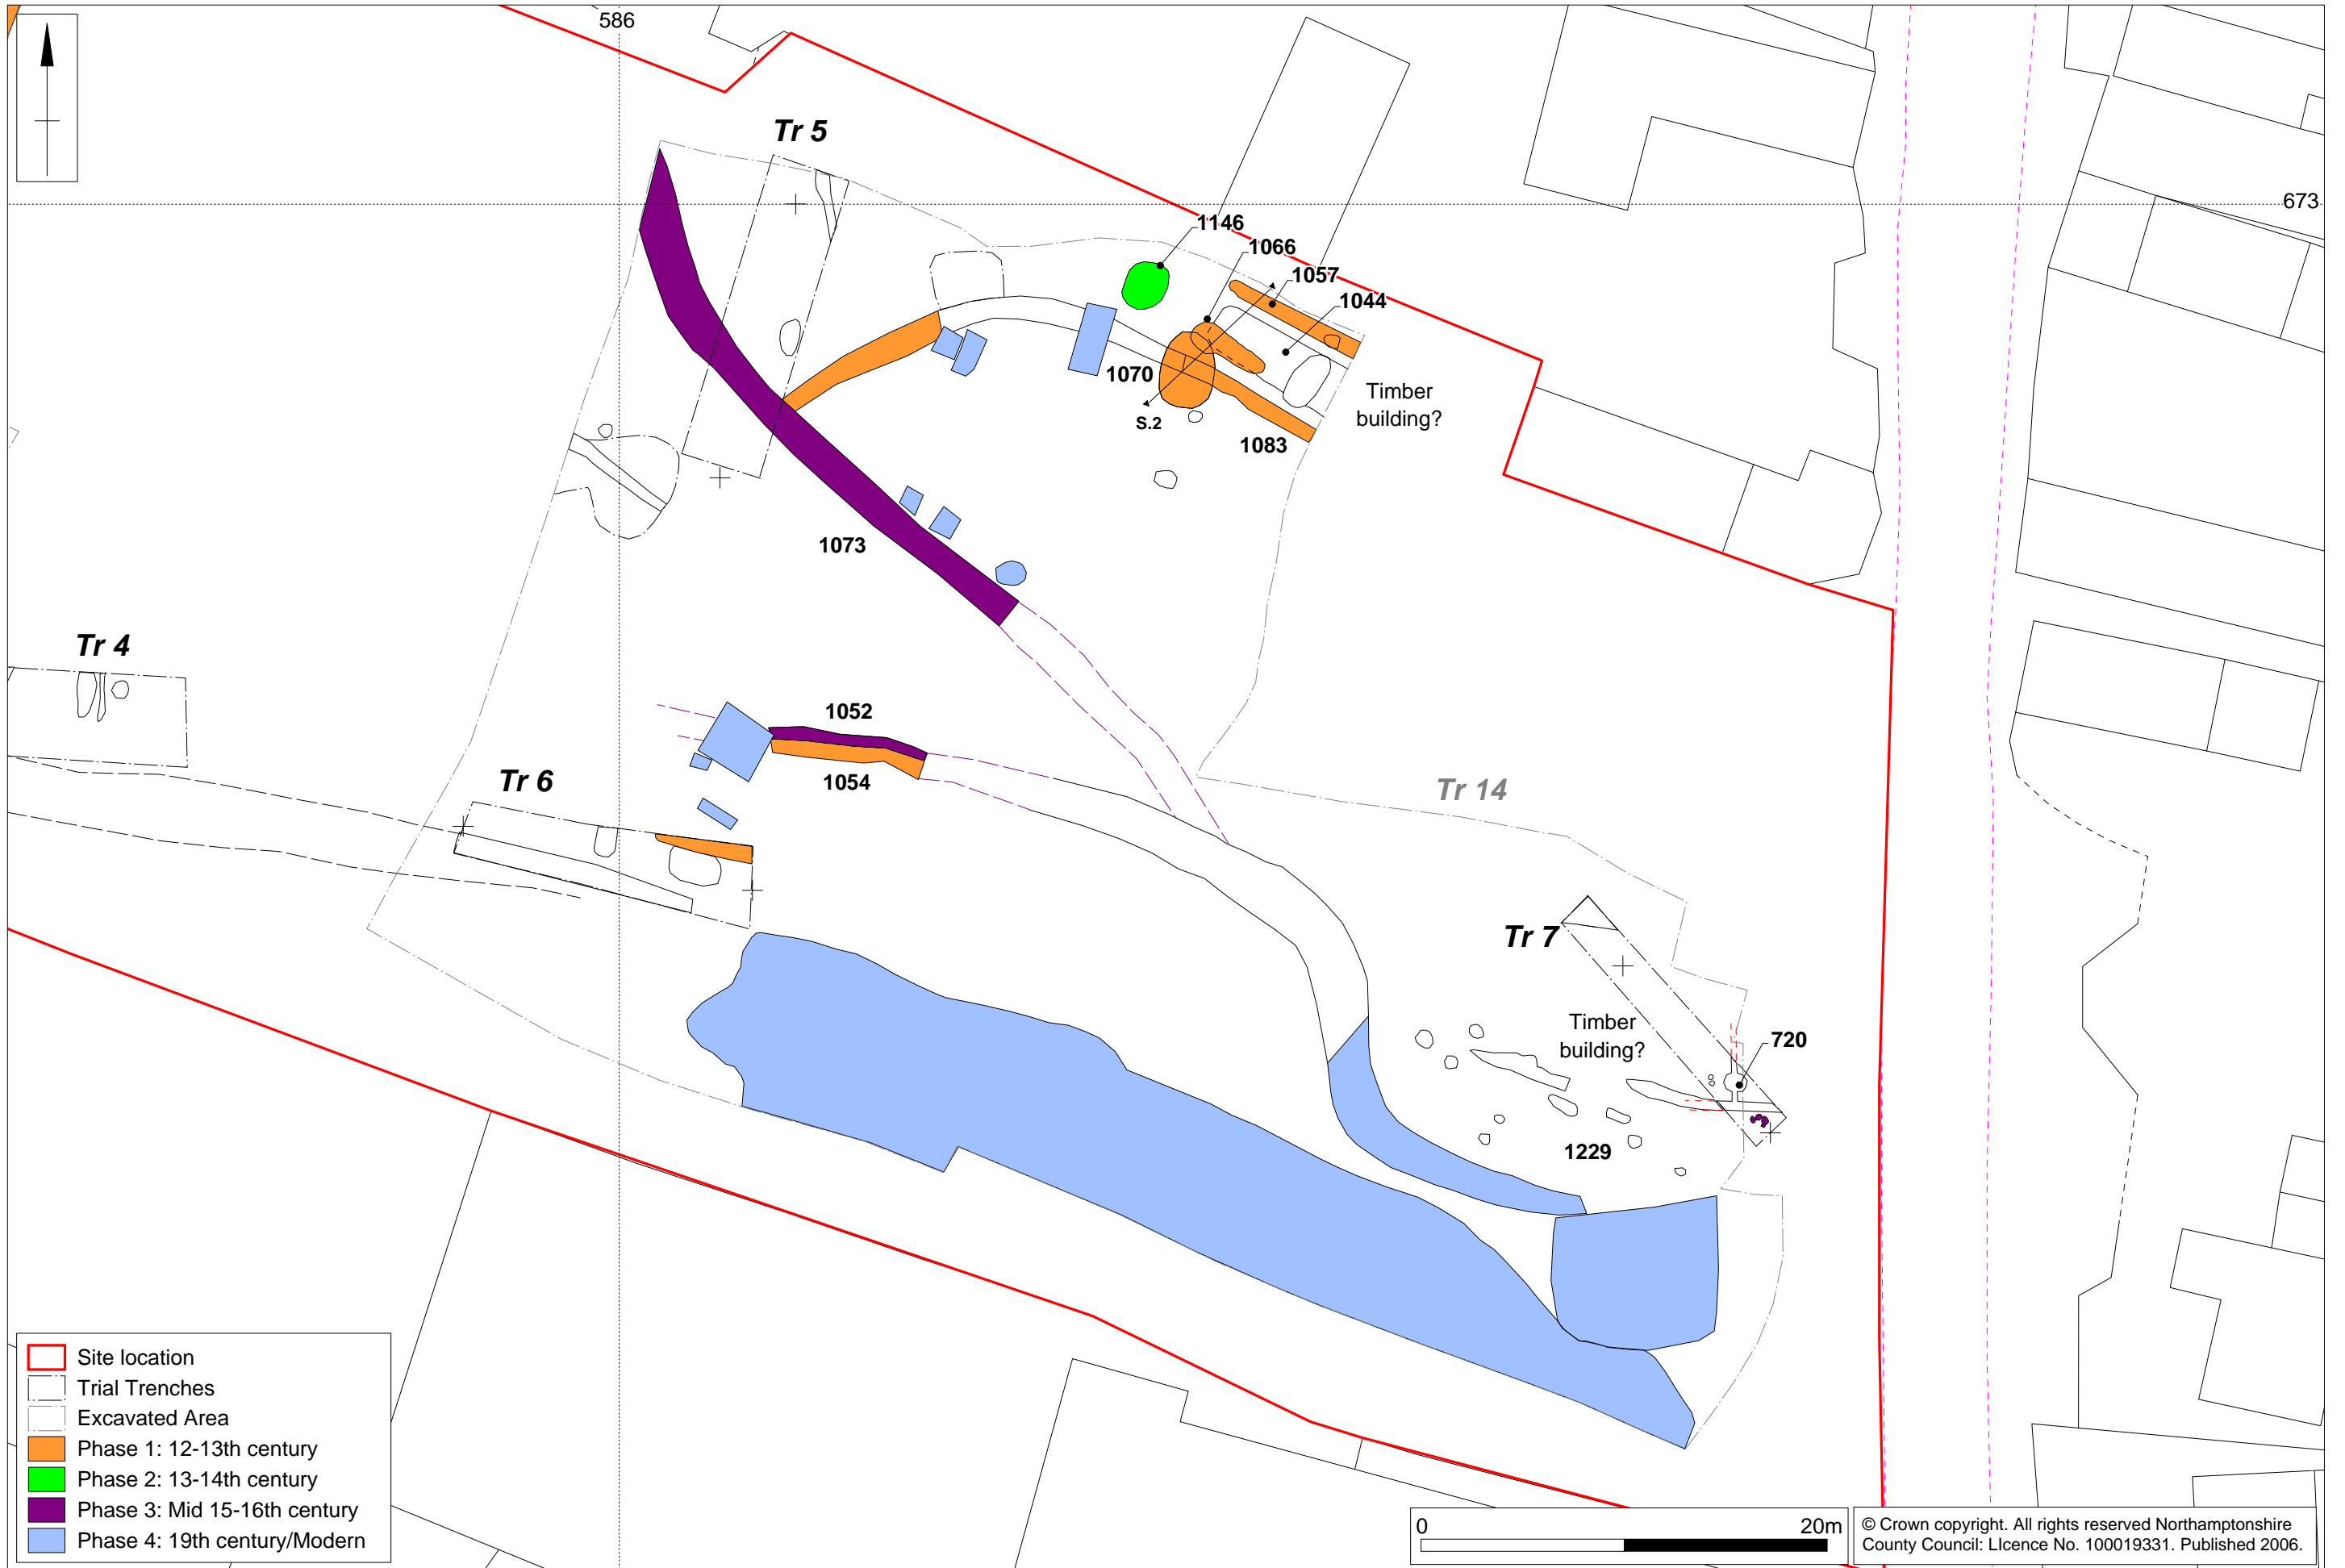 586
Tr 5
673
1146
1066
1057
1044
Timber
building?
1070
S.2
1083
1073
Tr 4
1052
Tr 6
1054
Tr 14
Tr 7
Timber
building?
720
1229
Site location
Trial Trenches
Excavated Area
Phase 1: 12-13th century
Phase 2: 13-14th century
Phase 3: Mid 15-16th century
Phase 4: 19th century/Modern
0 20m
© Crown copyright. All rights reserved Northamptonshire
County Council: LIcence No. 100019331. Published 2006.